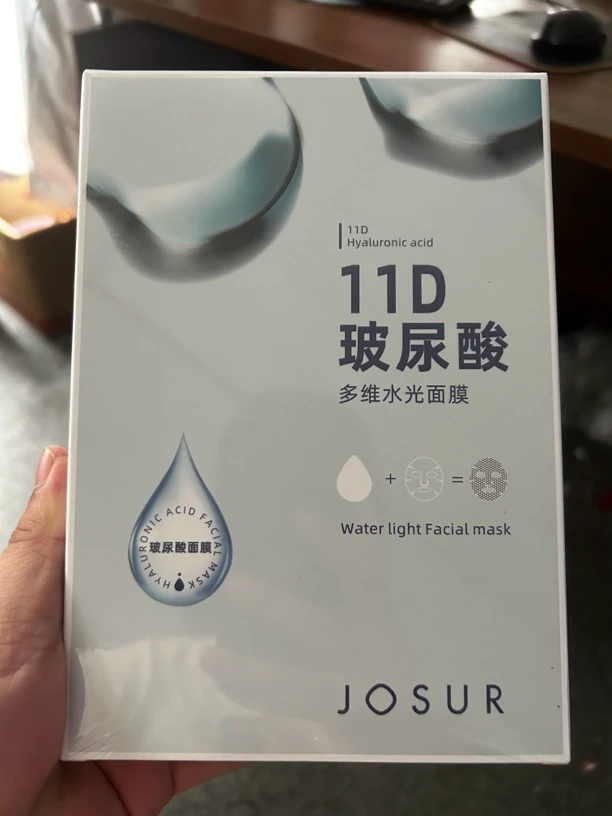 11D
Hyaluronic acid
11D
玻尿酸
多维水光面膜
+ =
Water light Facial mask
HYALURONIC ACID FACIAL MASK
玻尿酸面膜
JOSUR